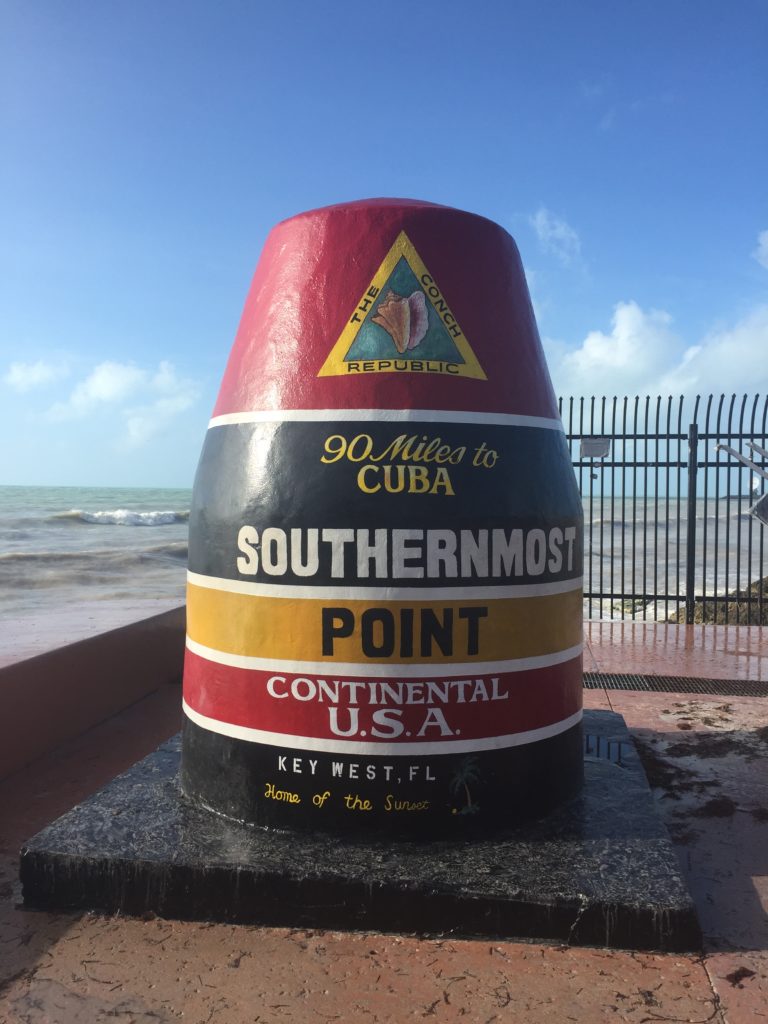 THE CONCH
REPUBLIC
90 Miles to
CUBA
SOUTHERNMOST
POINT
CONTINENTAL
U.S.A.
KEY WEST, FL
Home of the Sunset